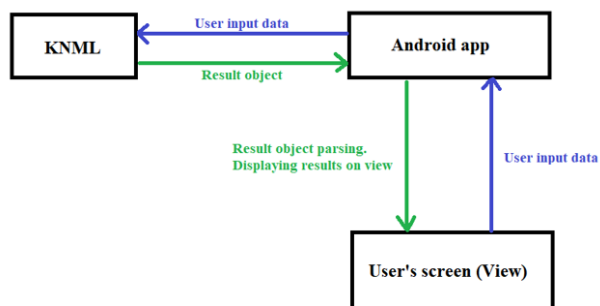 User input data
KNML
Android app
Result object
Result object parsing.
Displaying results on view
User input data
User's screen (View)